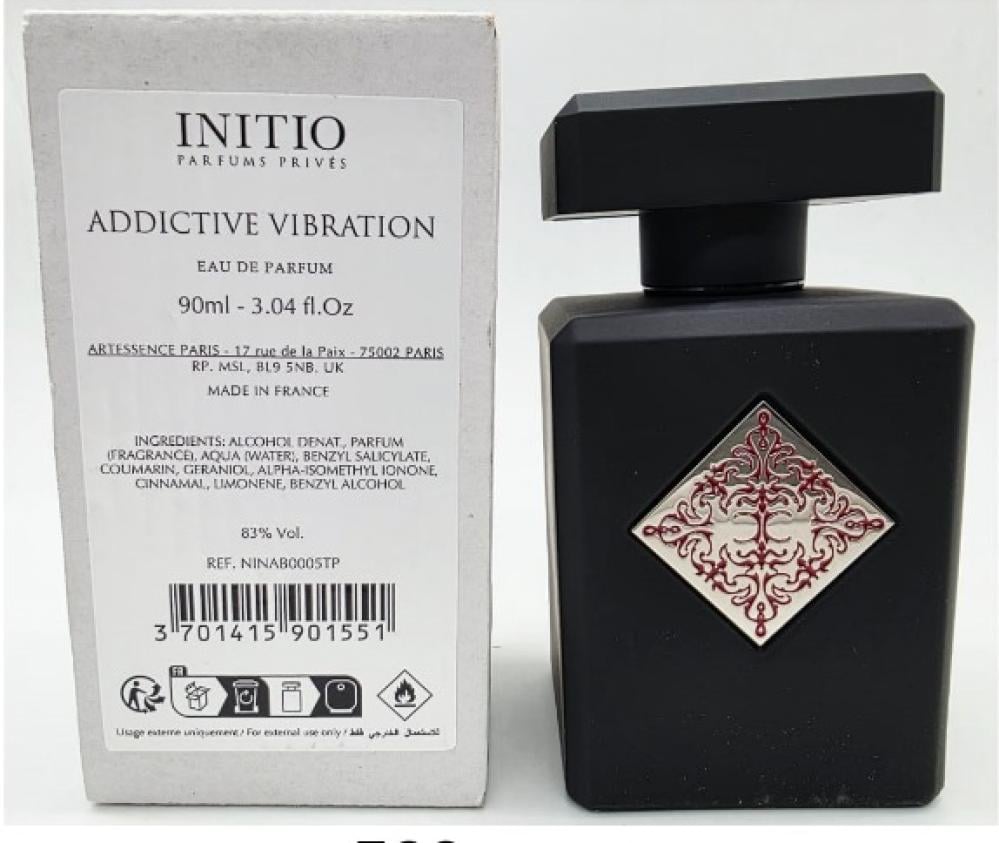 INITIO
PARFUMS PRIVÉS
ADDICTIVE VIBRATION
EAU DE PARFUM
90ml - 3.04 fl.Oz
ARTESSENCE PARIS - 17 rue de la Paix - 75002 PARIS
RP. MSL, BL9 5NB. UK
MADE IN FRANCE
INGREDIENTS: ALCOHOL DENAT., PARFUM
(FRAGRANCE), AQUA (WATER), BENZYL SALICYLATE,
COUMARIN, GERANIOL, ALPHA-ISOMETHYL IONONE,
CINNAMAL, LIMONENE, BENZYL ALCOHOL
83% Vol.
REF. NINAB0005TP
3 701415 901551
FR
Usage externe uniquement / For external use only / للاستعمال الخارجي فقط